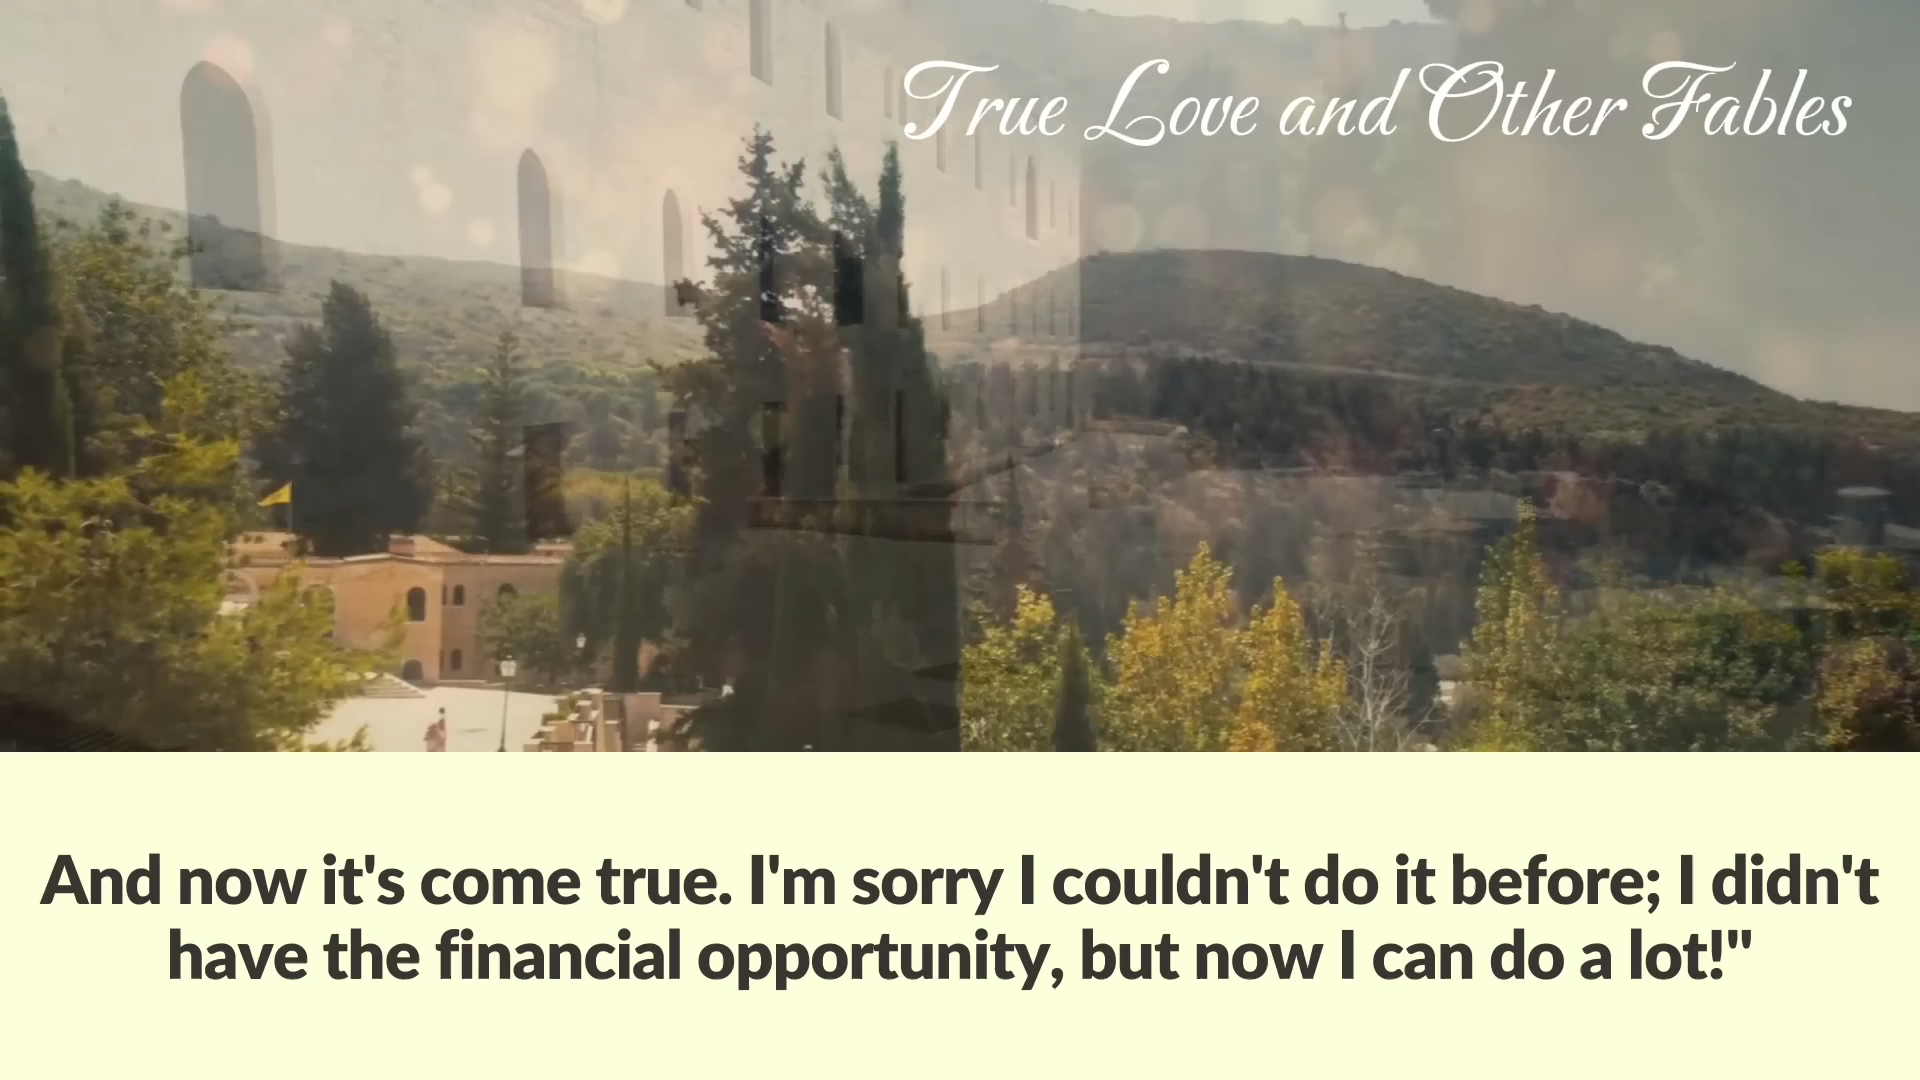 True Love and Other Fables
And now it's come true. I'm sorry I couldn't do it before; I didn't
have the financial opportunity, but now I can do a lot!"